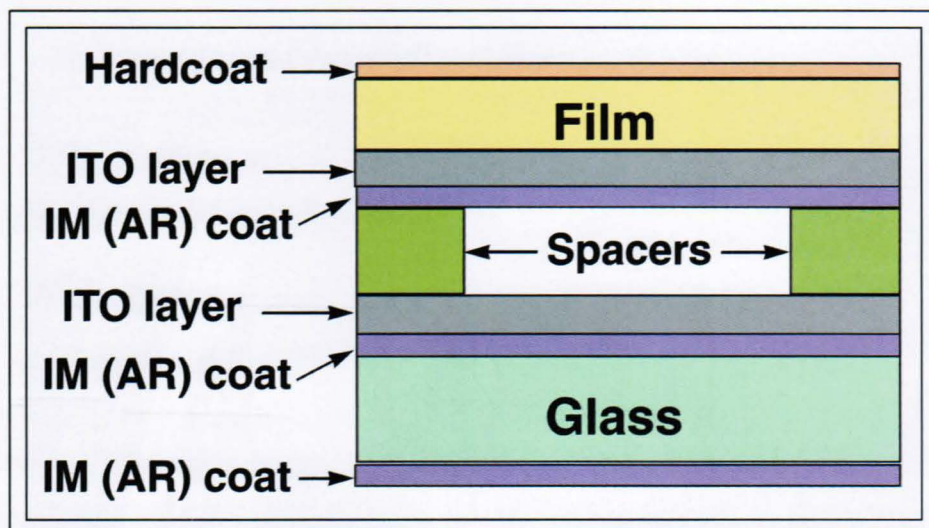 Hardcoat
Film
ITO layer
IM (AR) coat
Spacers
ITO layer
IM (AR) coat
Glass
IM (AR) coat